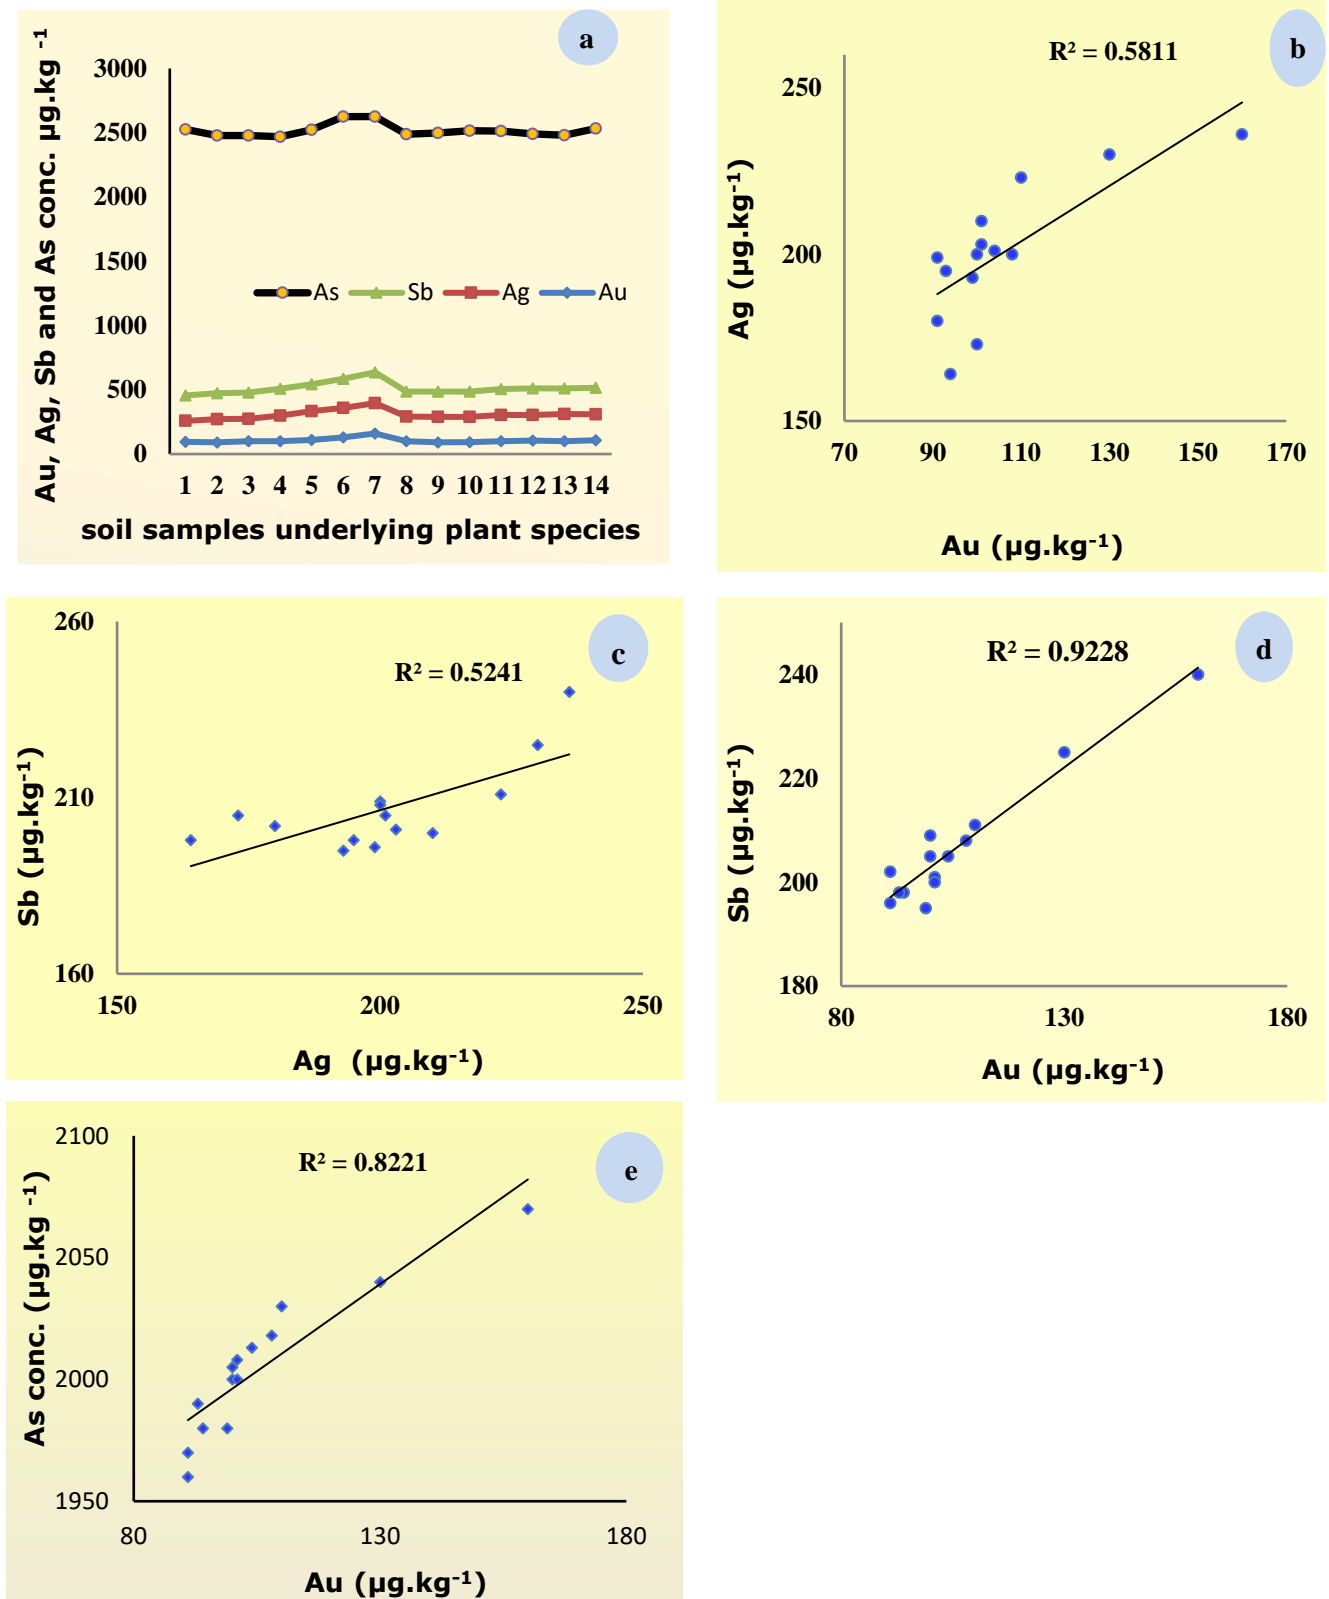 a
Au, Ag, Sb and As conc. µg.kg -1
3000
2500
2000
1500
1000
500
0
As Sb Ag Au
1 2 3 4 5 6 7 8 9 10 11 12 13 14
soil samples underlying plant species
b
R² = 0.5811
Ag (µg.kg-1)
250
200
150
70 90 110 130 150 170
Au (µg.kg-1)
c
R² = 0.5241
Sb (µg.kg-1)
260
210
160
150 200 250
Ag (µg.kg-1)
d
R² = 0.9228
Sb (µg.kg-1)
240
220
200
180
80 130 180
Au (µg.kg-1)
e
R² = 0.8221
As conc. (µg.kg -1)
2100
2050
2000
1950
80 130 180
Au (µg.kg-1)